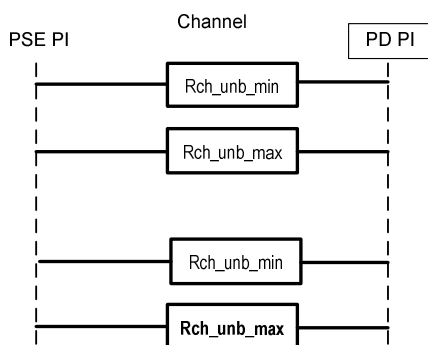 Channel
PSE PI
PD PI
Rch_unb_min
Rch_unb_max
Rch_unb_min
Rch_unb_max